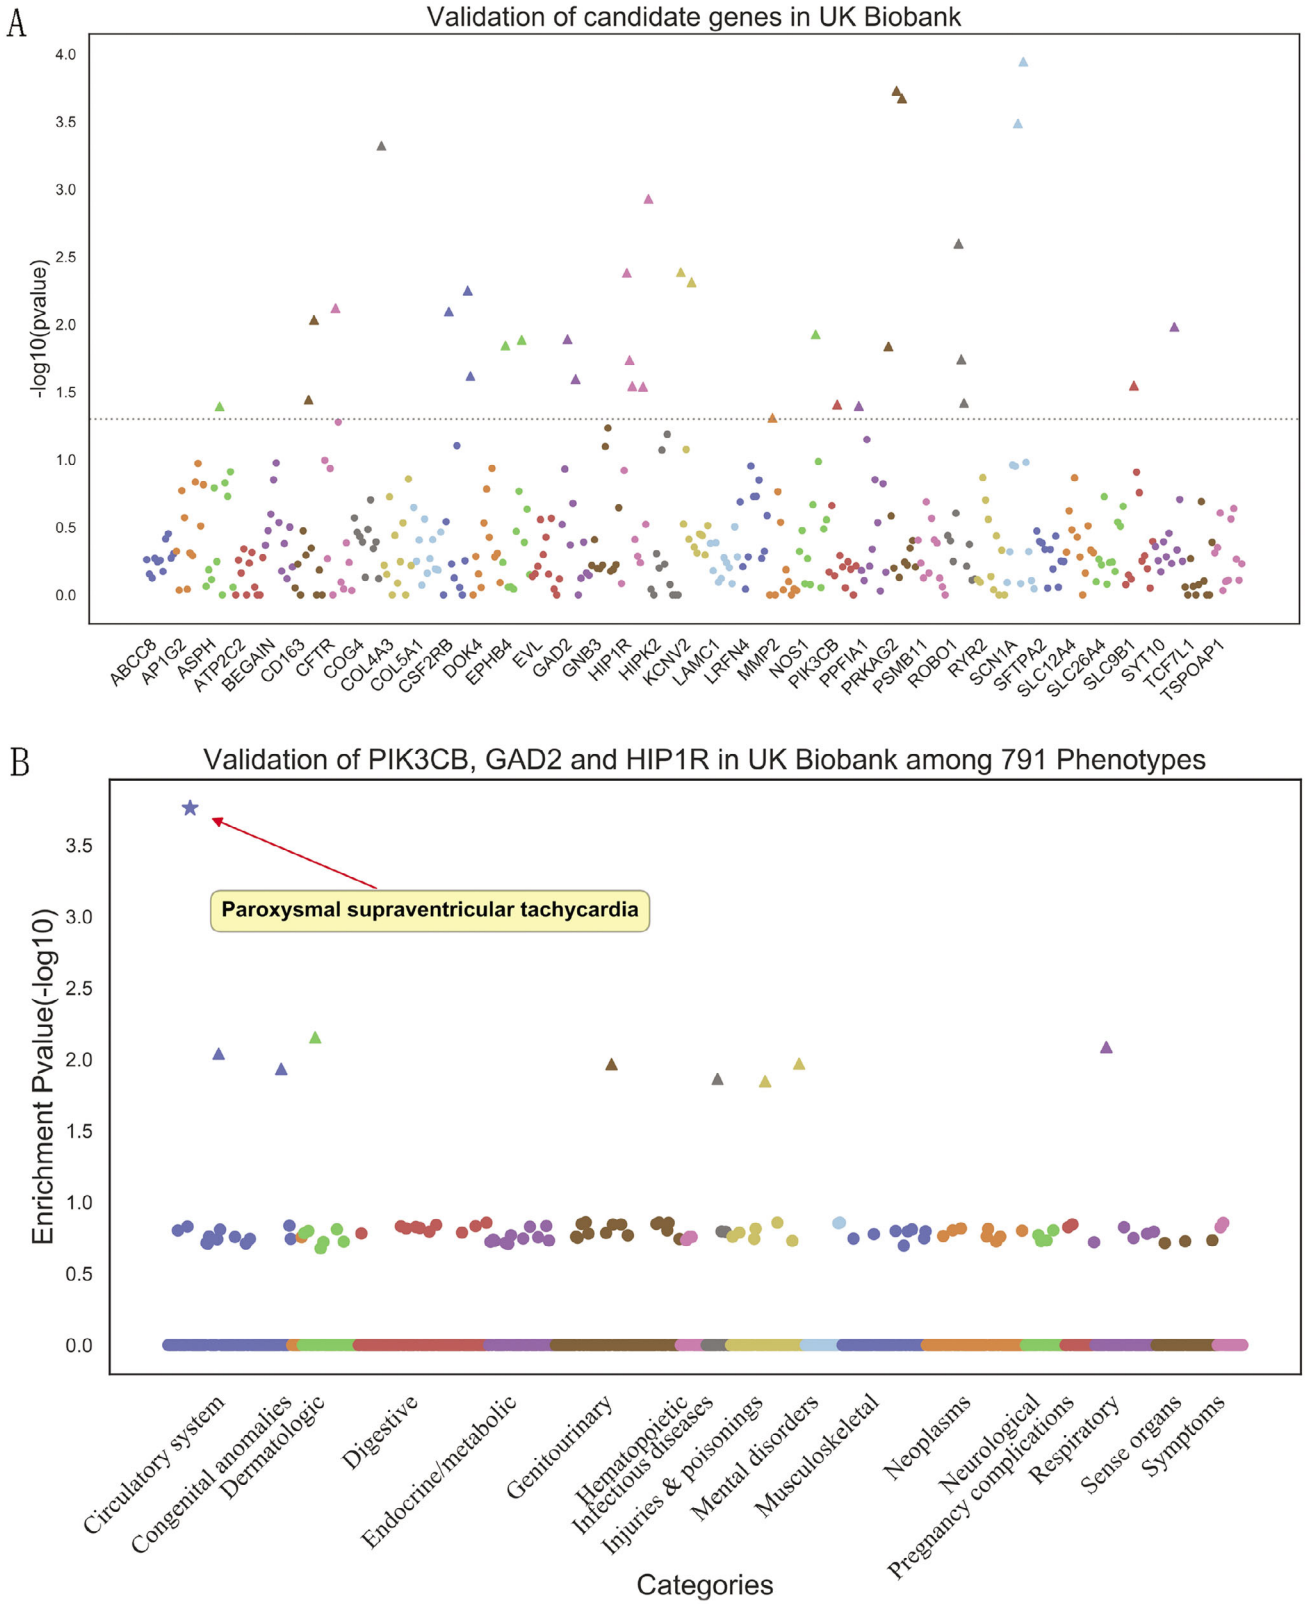 A
Validation of candidate genes in UK Biobank
-log10(pvalue)
4.0
3.5
3.0
2.5
2.0
1.5
1.0
0.5
0.0
ABCC8
AP1G2
ASPH
ATP2C2
BEGAIN
CD163
CFTR
COG4
COL4A3
COL5A1
CSF2RB
DOK4
EPHB4
EVL
GAD2
GNB3
HIP1R
HIPK2
KCNV2
LAMC1
LRFN4
MMP2
NOS1
PIK3CB
PPFIA1
PRKAG2
PSMB11
ROBO1
RYR2
SCN1A
SFTPA2
SLC12A4
SLC26A4
SLC9B1
SYT10
TCF7L1
TSPOAP1
B
Validation of PIK3CB, GAD2 and HIP1R in UK Biobank among 791 Phenotypes
Enrichment Pvalue(-log10)
3.5
3.0
2.5
2.0
1.5
1.0
0.5
0.0
Paroxysmal supraventricular tachycardia
Circulatory system
Congenital anomalies
Dermatologic
Digestive
Endocrine/metabolic
Genitourinary
Hematopoietic
Infectious diseases
Injuries & poisonings
Mental disorders
Musculoskeletal
Neoplasms
Neurological
Pregnancy complications
Respiratory
Sense organs
Symptoms
Categories